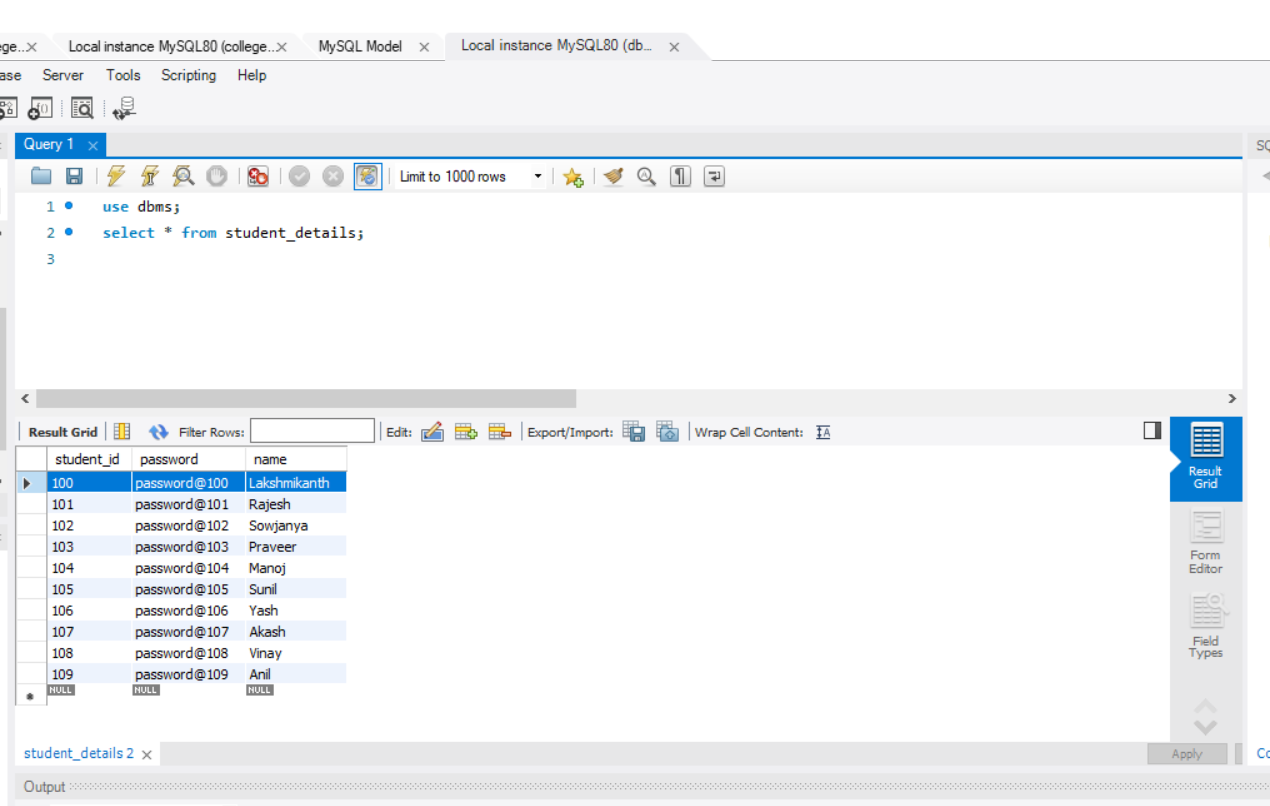 ege... Local instance MySQL80 (college... MySQL Model Local instance MySQL80 (db...
ase Server Tools Scripting Help
Query 1
SQ
Limit to 1000 rows
1 use dbms;
2 select * from student_details;
3
Result Grid Filter Rows: Edit: Export/Import: Wrap Cell Content:
student_id password name
100 password@100 Lakshmikanth
101 password@101 Rajesh
102 password@102 Sowjanya
103 password@103 Praveer
104 password@104 Manoj
105 password@105 Sunil
106 password@106 Yash
107 password@107 Akash
108 password@108 Vinay
109 password@109 Anil
NULL NULL NULL
Result
Grid
Form
Editor
Field
Types
student_details 2 Apply Co
Output